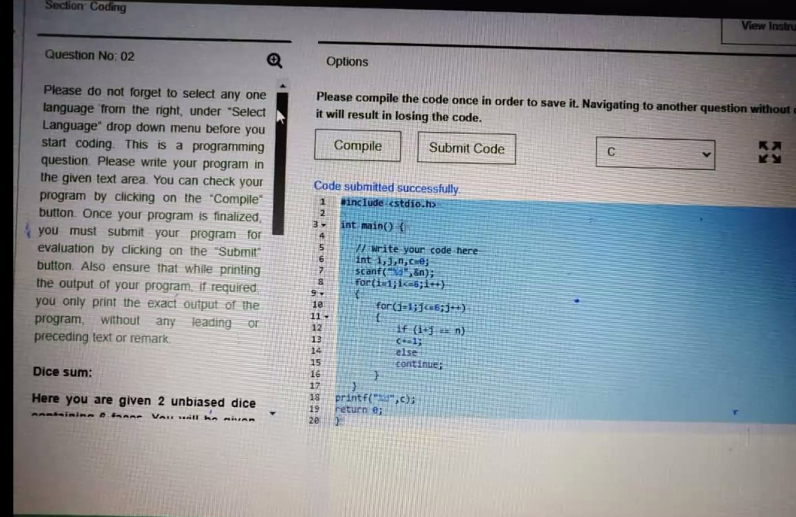 Section: Coding
View Instru
Question No: 02
Options
Please do not forget to select any one
language from the right, under "Select
Language" drop down menu before you
start coding. This is a programming
question. Please write your program in
the given text area. You can check your
program by clicking on the "Compile"
button. Once your program is finalized,
you must submit your program for
evaluation by clicking on the "Submit"
button. Also ensure that while printing
the output of your program, if required,
you only print the exact output of the
program, without any leading or
preceding text or remark.
Dice sum:
Here you are given 2 unbiased dice
Please compile the code once in order to save it. Navigating to another question without
it will result in losing the code.
Compile
Submit Code
C
Code submitted successfully.
1 #include <stdio.h>
2
3 int main() {
4
5 // Write your code here
6 int i,j,n,c=0;
7 scanf("%d",&n);
8 for(i=1;i<=6;i++)
9 {
10 for(j=1;j<=6;j++)
11 {
12 if (i+j == n)
13 c+=1;
14 else
15 continue;
16 }
17 }
18 printf("%d",c);
19 return 0;
20 }